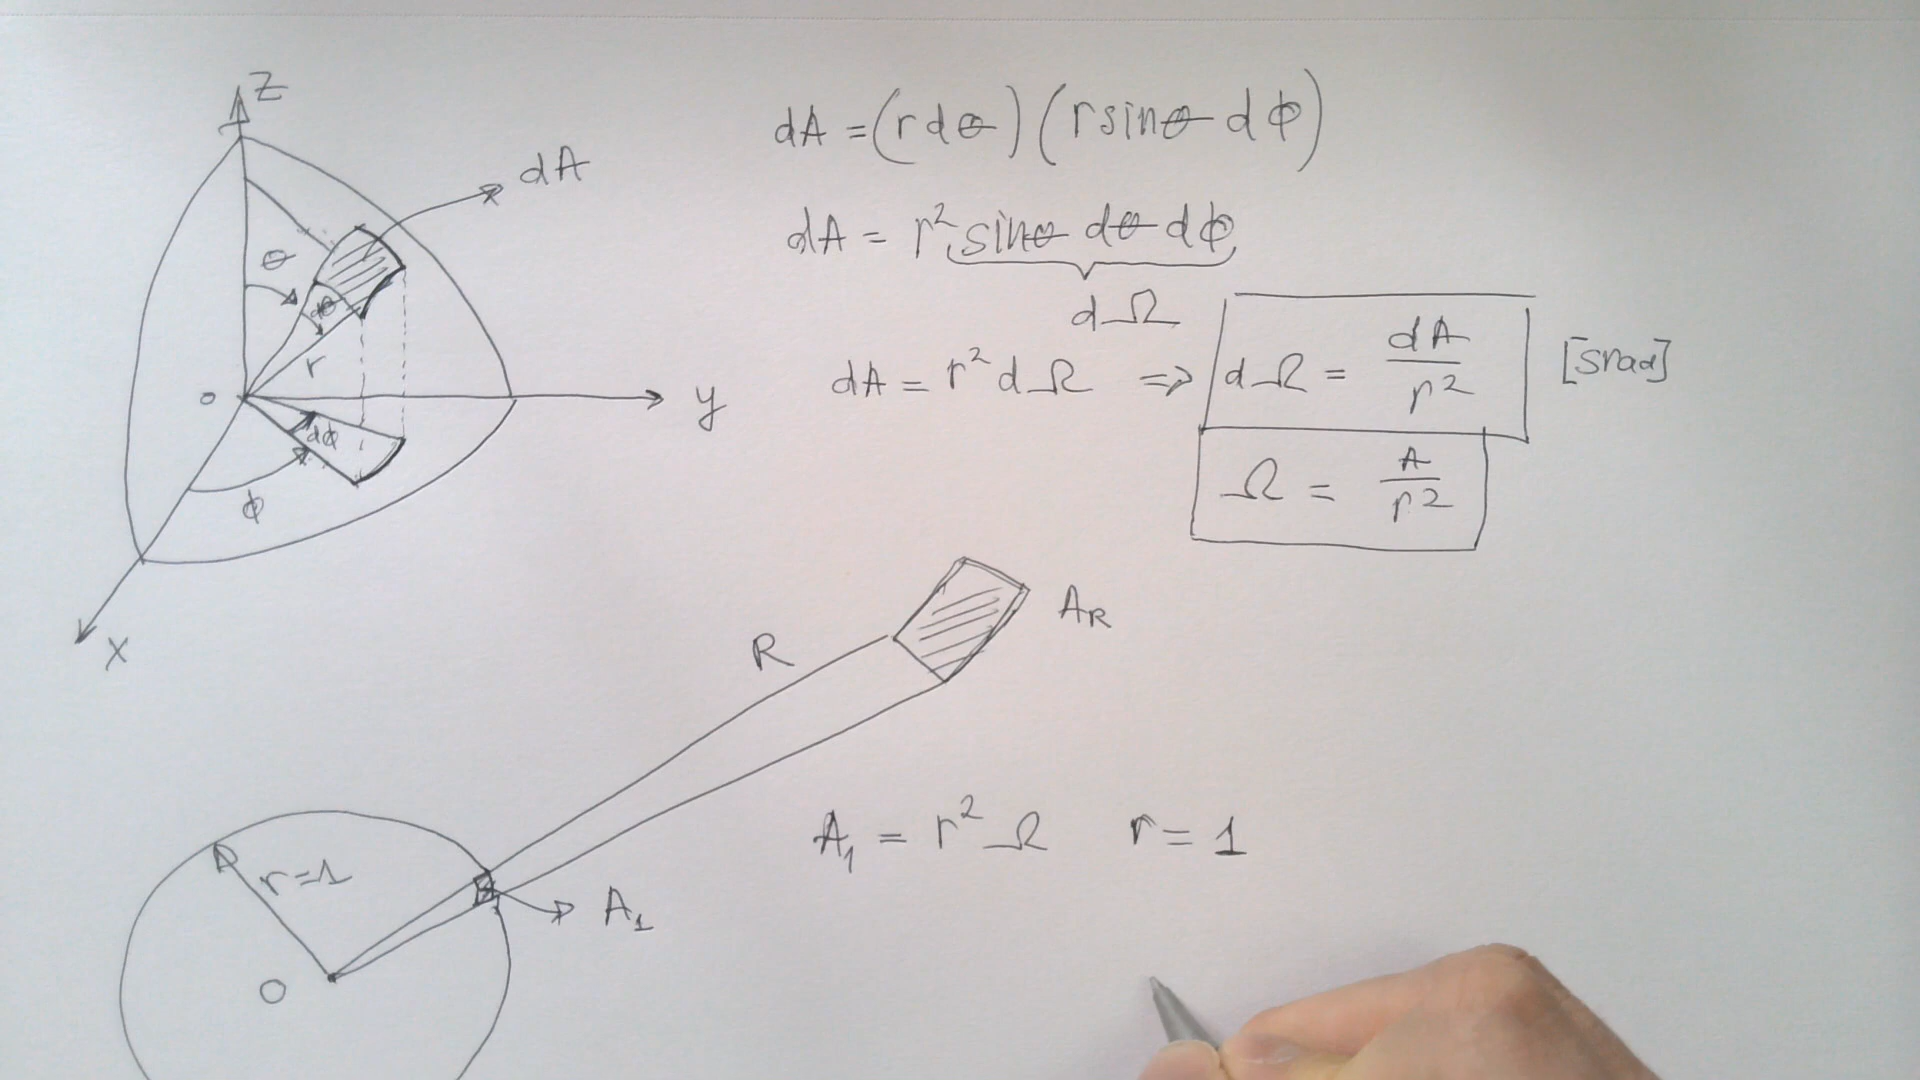 Z
dA
θ
dθ
r
o
y
dϕ
ϕ
x
dA = (r dθ) (r sinθ dϕ)
dA = r² sinθ dθ dϕ
dΩ
dA = r² dΩ ⇒ dΩ = dA / r² [srad]
Ω = A / r²
R
A_R
A₁ = r² Ω r = 1
r=1
A₁
O